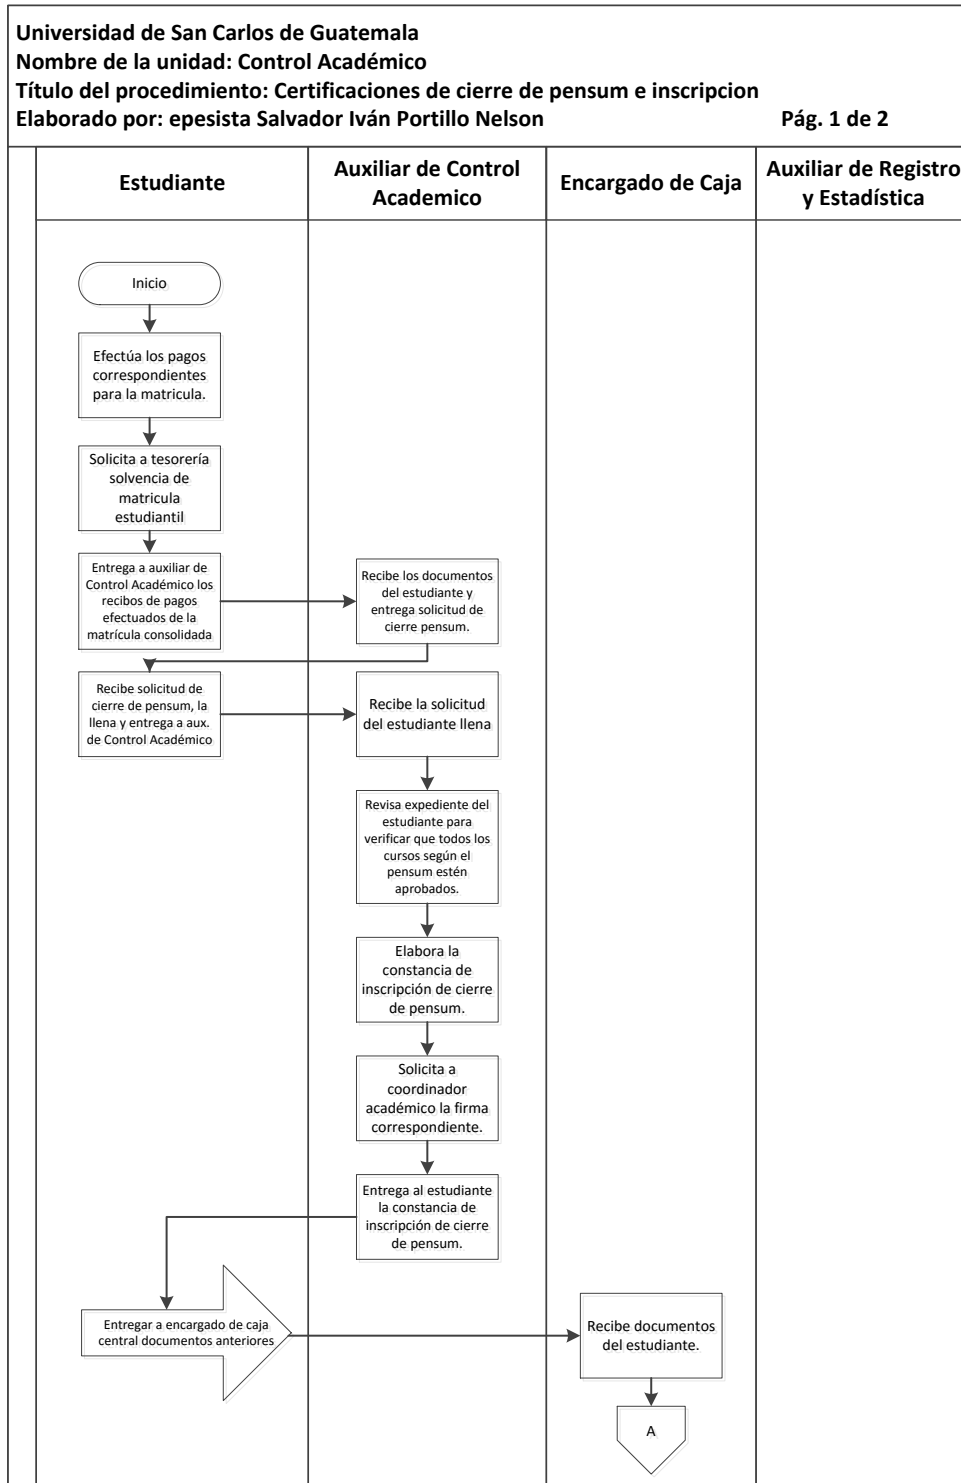 Universidad de San Carlos de Guatemala
Nombre de la unidad: Control Académico
Título del procedimiento: Certificaciones de cierre de pensum e inscripcion
Elaborado por: epesista Salvador Iván Portillo Nelson
Pág. 1 de 2
Estudiante
Auxiliar de Control
Academico
Encargado de Caja
Auxiliar de Registro
y Estadística
Inicio
Efectúa los pagos
correspondientes
para la matricula.
Solicita a tesorería
solvencia de
matricula
estudiantil
Entrega a auxiliar de
Control Académico los
recibos de pagos
efectuados de la
matrícula consolidada
Recibe los documentos
del estudiante y
entrega solicitud de
cierre pensum.
Recibe solicitud de
cierre de pensum, la
llena y entrega a aux.
de Control Académico
Recibe la solicitud
del estudiante llena
Revisa expediente del
estudiante para
verificar que todos los
cursos según el
pensum estén
aprobados.
Elabora la
constancia de
inscripción de cierre
de pensum.
Solicita a
coordinador
académico la firma
correspondiente.
Entrega al estudiante
la constancia de
inscripción de cierre
de pensum.
Entregar a encargado de caja
central documentos anteriores
Recibe documentos
del estudiante.
A